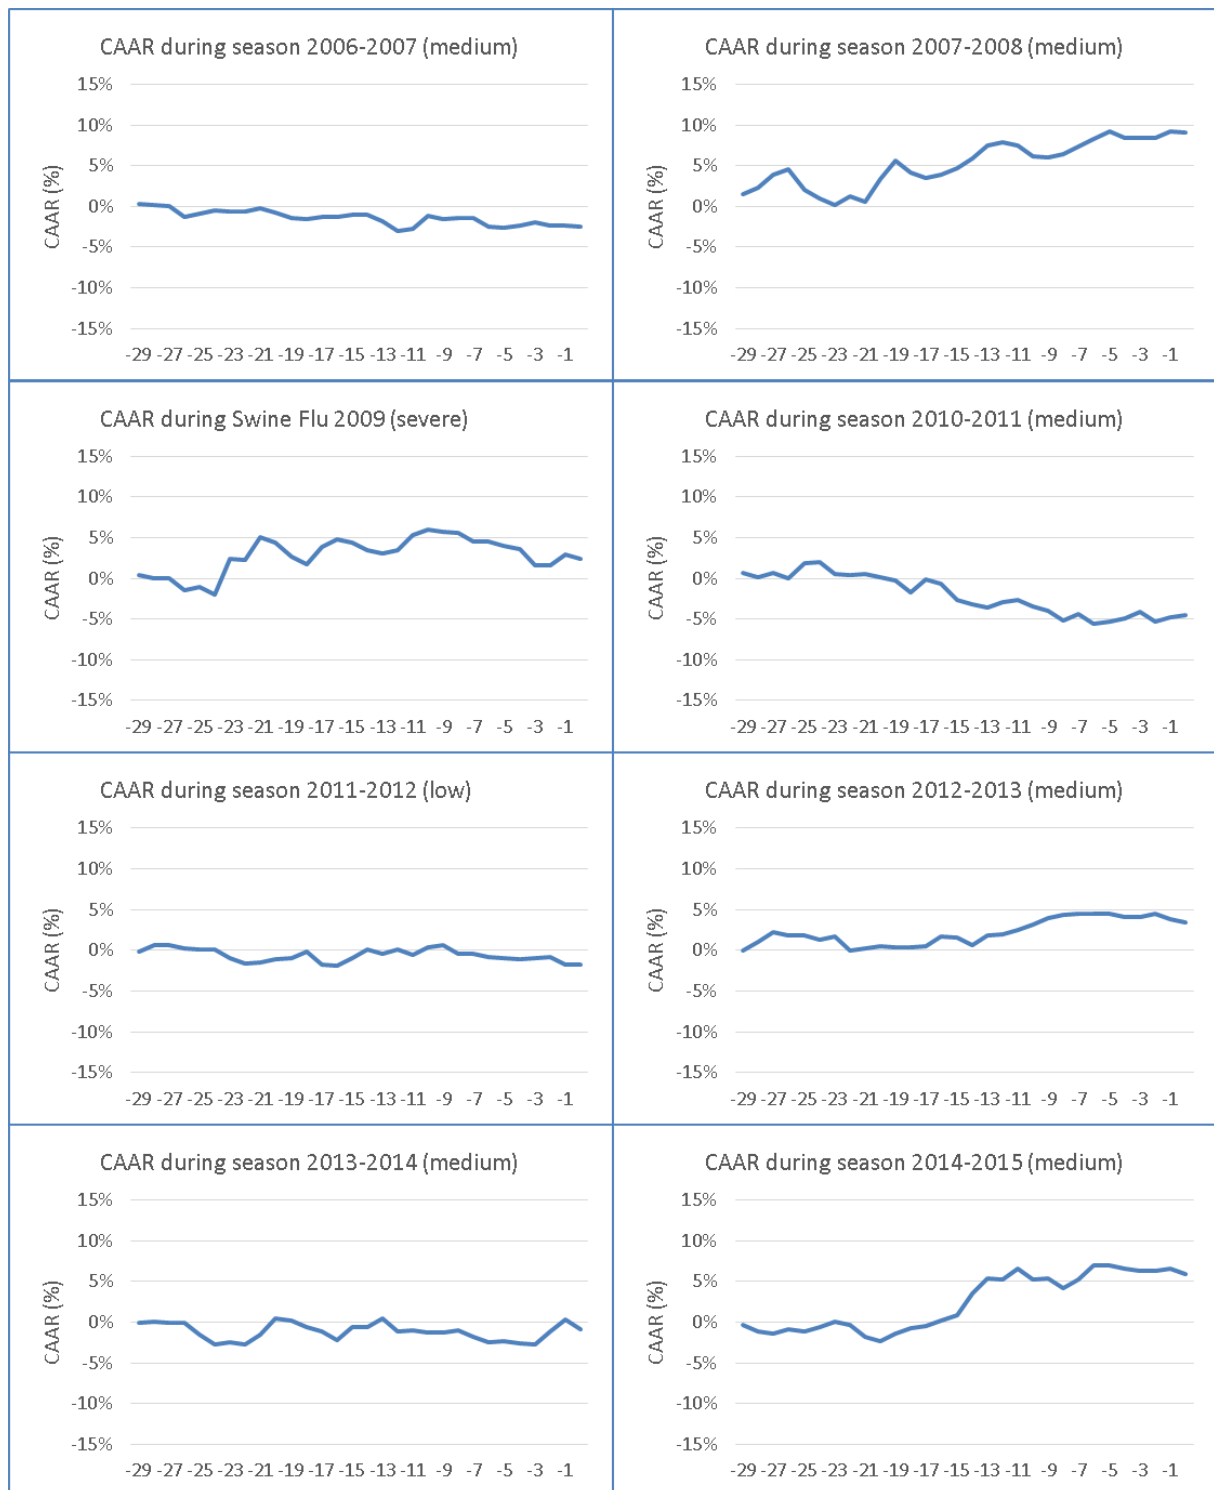 CAAR during season 2006-2007 (medium)
15%
10%
5%
0%
-5%
-10%
-15%
CAAR (%)
-29 -27 -25 -23 -21 -19 -17 -15 -13 -11 -9 -7 -5 -3 -1
CAAR during season 2007-2008 (medium)
15%
10%
5%
0%
-5%
-10%
-15%
CAAR (%)
-29 -27 -25 -23 -21 -19 -17 -15 -13 -11 -9 -7 -5 -3 -1
CAAR during Swine Flu 2009 (severe)
15%
10%
5%
0%
-5%
-10%
-15%
CAAR (%)
-29 -27 -25 -23 -21 -19 -17 -15 -13 -11 -9 -7 -5 -3 -1
CAAR during season 2010-2011 (medium)
15%
10%
5%
0%
-5%
-10%
-15%
CAAR (%)
-29 -27 -25 -23 -21 -19 -17 -15 -13 -11 -9 -7 -5 -3 -1
CAAR during season 2011-2012 (low)
15%
10%
5%
0%
-5%
-10%
-15%
CAAR (%)
-29 -27 -25 -23 -21 -19 -17 -15 -13 -11 -9 -7 -5 -3 -1
CAAR during season 2012-2013 (medium)
15%
10%
5%
0%
-5%
-10%
-15%
CAAR (%)
-29 -27 -25 -23 -21 -19 -17 -15 -13 -11 -9 -7 -5 -3 -1
CAAR during season 2013-2014 (medium)
15%
10%
5%
0%
-5%
-10%
-15%
CAAR (%)
-29 -27 -25 -23 -21 -19 -17 -15 -13 -11 -9 -7 -5 -3 -1
CAAR during season 2014-2015 (medium)
15%
10%
5%
0%
-5%
-10%
-15%
CAAR (%)
-29 -27 -25 -23 -21 -19 -17 -15 -13 -11 -9 -7 -5 -3 -1